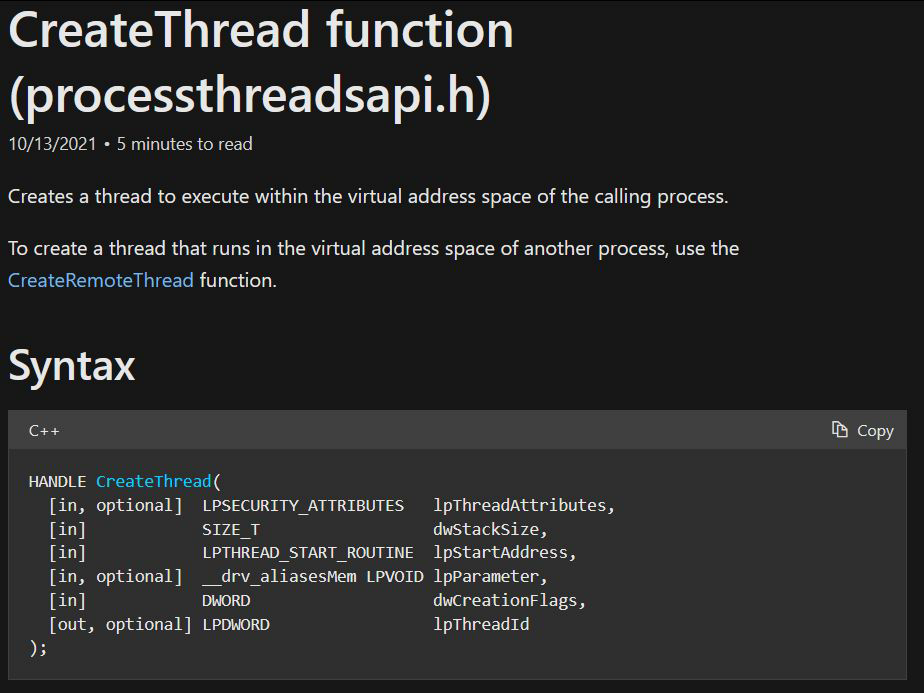 CreateThread function
(processthreadsapi.h)
10/13/2021 • 5 minutes to read
Creates a thread to execute within the virtual address space of the calling process.
To create a thread that runs in the virtual address space of another process, use the
CreateRemoteThread function.
Syntax
C++ Copy
HANDLE CreateThread(
  [in, optional]  LPSECURITY_ATTRIBUTES   lpThreadAttributes,
  [in]            SIZE_T                  dwStackSize,
  [in]            LPTHREAD_START_ROUTINE  lpStartAddress,
  [in, optional]  __drv_aliasesMem LPVOID lpParameter,
  [in]            DWORD                   dwCreationFlags,
  [out, optional] LPDWORD                 lpThreadId
);